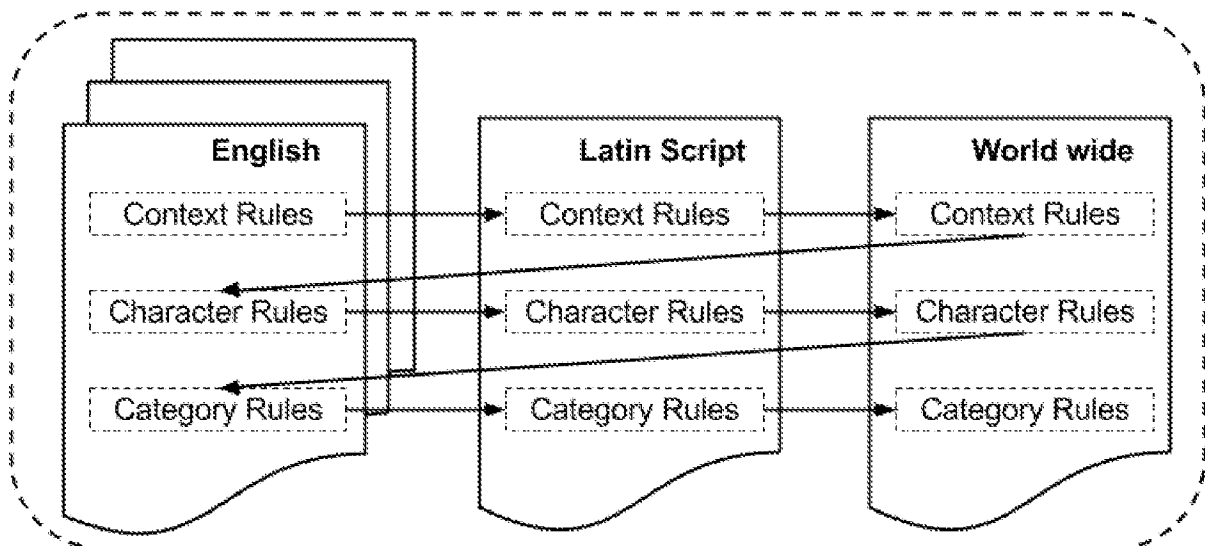 English
Context Rules
Character Rules
Category Rules
Latin Script
Context Rules
Character Rules
Category Rules
World wide
Context Rules
Character Rules
Category Rules